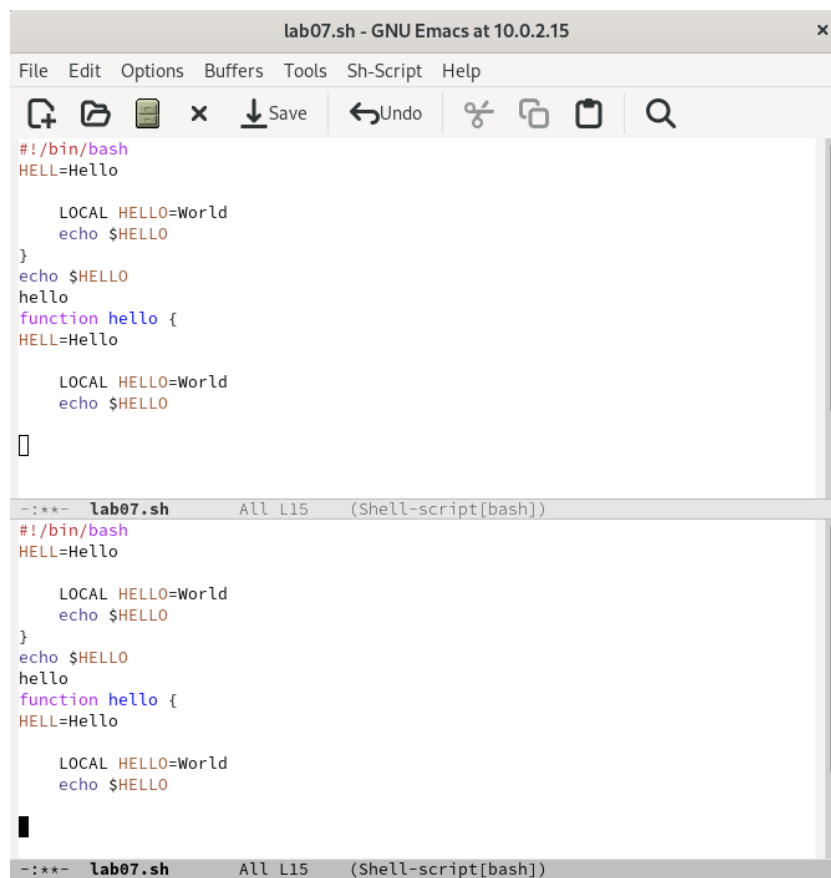 lab07.sh - GNU Emacs at 10.0.2.15 ×
File Edit Options Buffers Tools Sh-Script Help
Save Undo
#!/bin/bash
HELL=Hello
    LOCAL HELLO=World
    echo $HELLO
}
echo $HELLO
hello
function hello {
HELL=Hello
    LOCAL HELLO=World
    echo $HELLO
-:**-  lab07.sh       All L15    (Shell-script[bash])
#!/bin/bash
HELL=Hello
    LOCAL HELLO=World
    echo $HELLO
}
echo $HELLO
hello
function hello {
HELL=Hello
    LOCAL HELLO=World
    echo $HELLO
-:**-  lab07.sh       All L15    (Shell-script[bash])